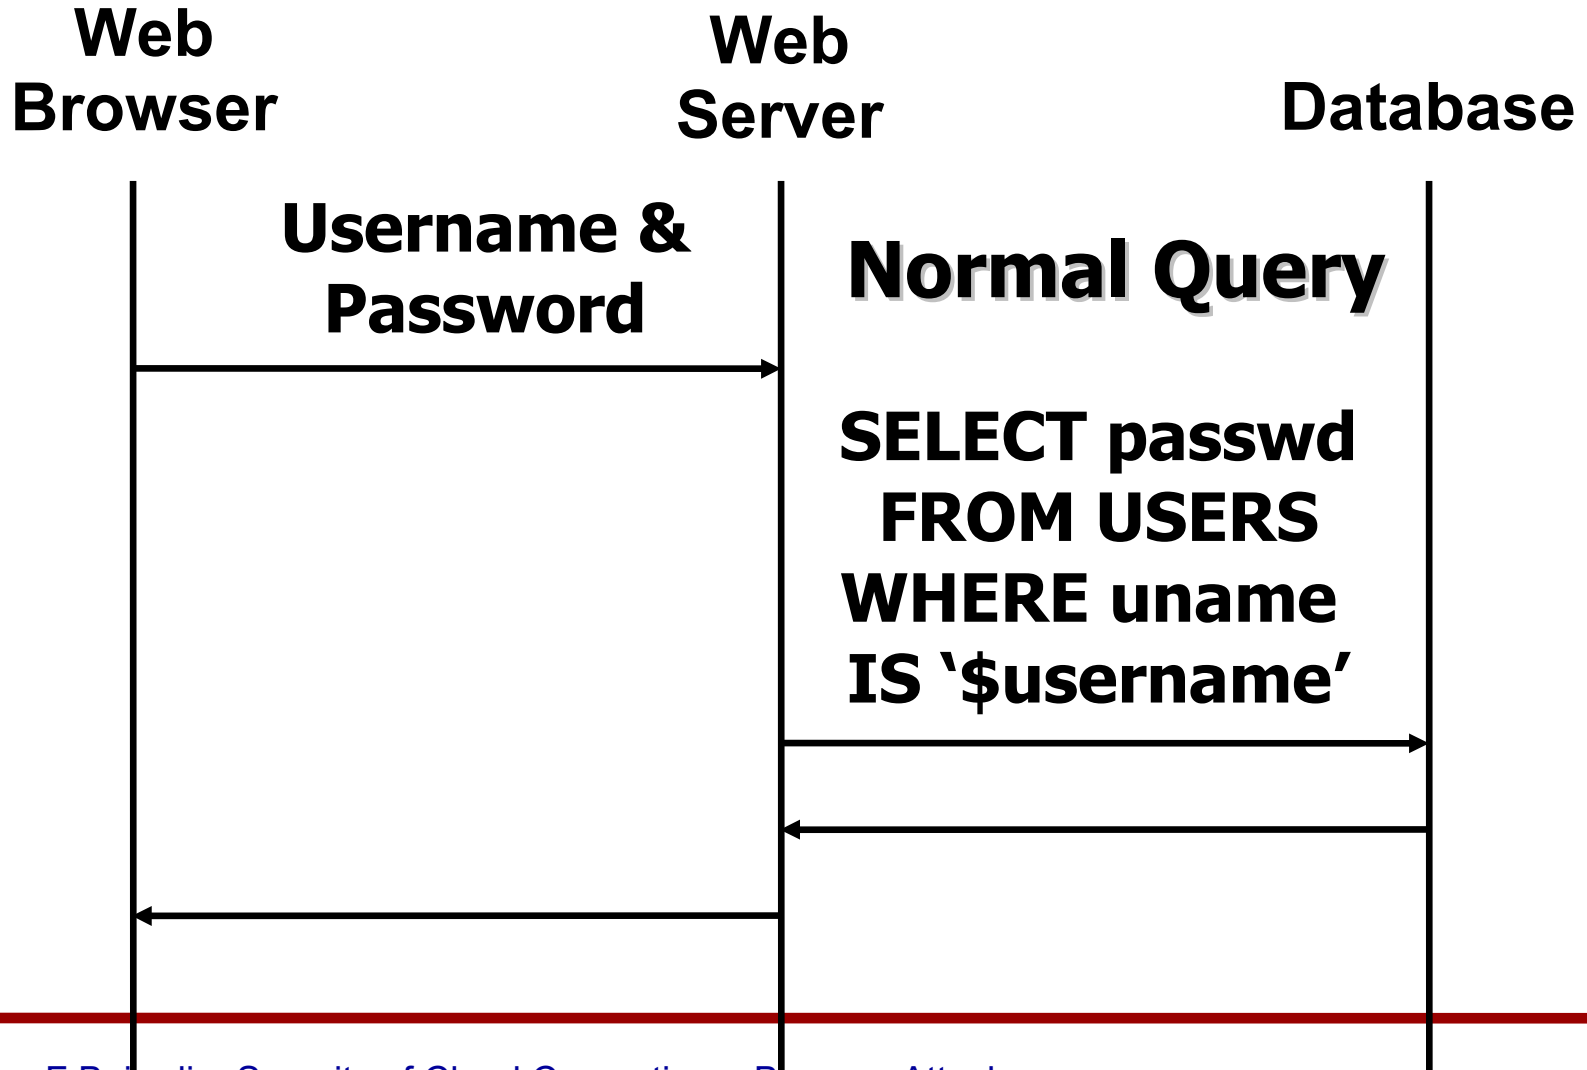 Web
Browser
Web
Server
Database
Username &
Password
Normal Query
SELECT passwd
FROM USERS
WHERE uname
IS ‘$username’